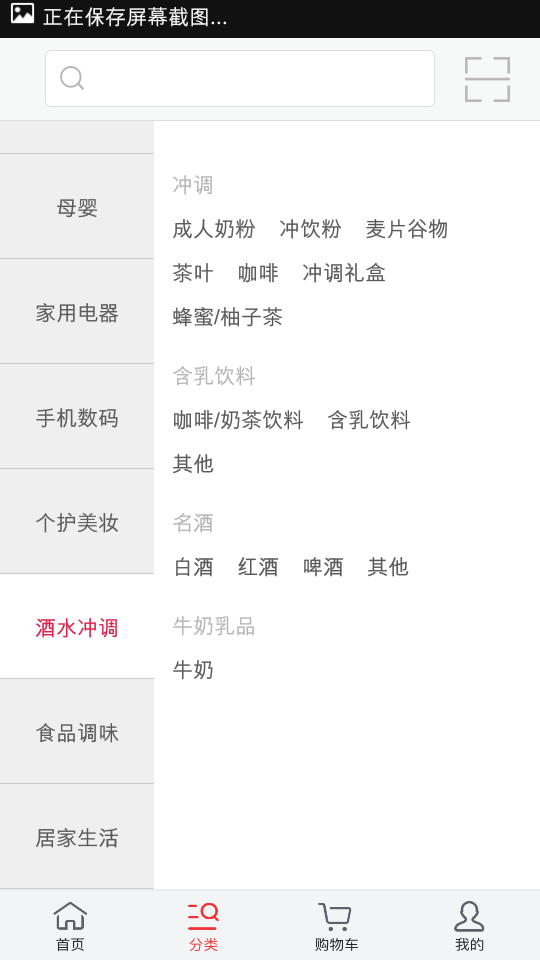 正在保存屏幕截图...
母婴
家用电器
手机数码
个护美妆
酒水冲调
食品调味
居家生活
冲调
成人奶粉 冲饮粉 麦片谷物
茶叶 咖啡 冲调礼盒
蜂蜜/柚子茶
含乳饮料
咖啡/奶茶饮料 含乳饮料
其他
名酒
白酒 红酒 啤酒 其他
牛奶乳品
牛奶
首页 分类 购物车 我的